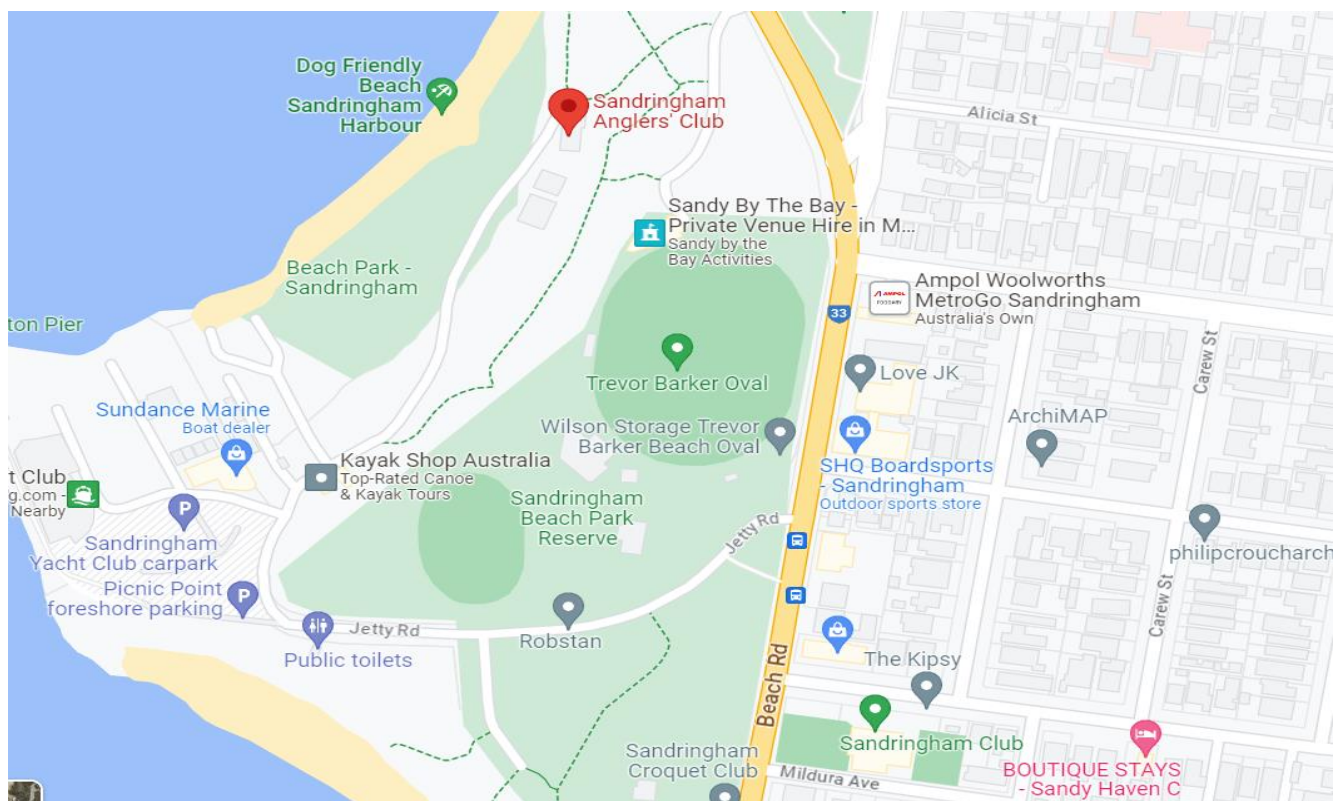 Dog Friendly
Beach
Sandringham
Harbour
Sandringham
Anglers' Club
Alicia St
Sandy By The Bay -
Private Venue Hire in M...
Sandy by the
Bay Activities
Beach Park -
Sandringham
Ampol Woolworths
MetroGo Sandringham
Australia's Own
AMPOL
FOODARY
33
ton Pier
Carew St
Trevor Barker Oval
Love JK
Sundance Marine
Boat dealer
ArchiMAP
Wilson Storage Trevor
Barker Beach Oval
Kayak Shop Australia
Top-Rated Canoe
& Kayak Tours
SHQ Boardsports
- Sandringham
Outdoor sports store
t Club
g.com -
Nearby
P
Sandringham
Beach Park
Reserve
Jetty Rd
Sandringham
Yacht Club carpark
philipcroucharch
Picnic Point
foreshore parking
P
Jetty Rd
Robstan
Carew St
Public toilets
Beach Rd
The Kipsy
Sandringham Club
Sandringham
Croquet Club
Mildura Ave
BOUTIQUE STAYS
- Sandy Haven C